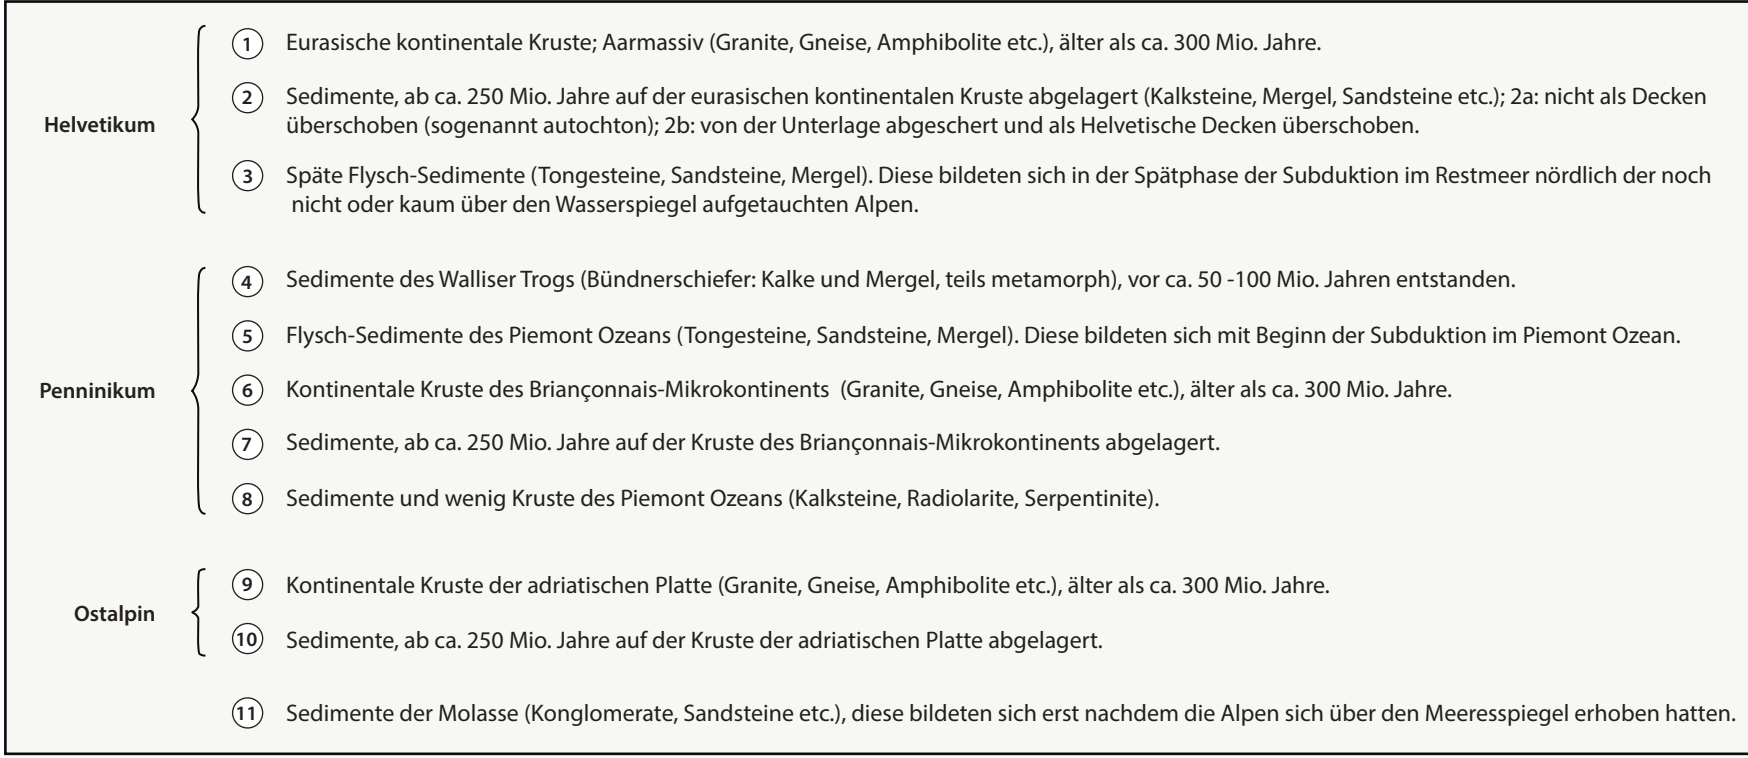 1 Eurasische kontinentale Kruste; Aarmassiv (Granite, Gneise, Amphibolite etc.), älter als ca. 300 Mio. Jahre.
Helvetikum
2 Sedimente, ab ca. 250 Mio. Jahre auf der eurasischen kontinentalen Kruste abgelagert (Kalksteine, Mergel, Sandsteine etc.); 2a: nicht als Decken
überschoben (sogenannt autochton); 2b: von der Unterlage abgeschert und als Helvetische Decken überschoben.
3 Späte Flysch-Sedimente (Tongesteine, Sandsteine, Mergel). Diese bildeten sich in der Spätphase der Subduktion im Restmeer nördlich der noch
nicht oder kaum über den Wasserspiegel aufgetauchten Alpen.
4 Sedimente des Walliser Trogs (Bündnerschiefer: Kalke und Mergel, teils metamorph), vor ca. 50 -100 Mio. Jahren entstanden.
5 Flysch-Sedimente des Piemont Ozeans (Tongesteine, Sandsteine, Mergel). Diese bildeten sich mit Beginn der Subduktion im Piemont Ozean.
Penninikum
6 Kontinentale Kruste des Briançonnais-Mikrokontinents (Granite, Gneise, Amphibolite etc.), älter als ca. 300 Mio. Jahre.
7 Sedimente, ab ca. 250 Mio. Jahre auf der Kruste des Briançonnais-Mikrokontinents abgelagert.
8 Sedimente und wenig Kruste des Piemont Ozeans (Kalksteine, Radiolarite, Serpentinite).
9 Kontinentale Kruste der adriatischen Platte (Granite, Gneise, Amphibolite etc.), älter als ca. 300 Mio. Jahre.
Ostalpin
10 Sedimente, ab ca. 250 Mio. Jahre auf der Kruste der adriatischen Platte abgelagert.
11 Sedimente der Molasse (Konglomerate, Sandsteine etc.), diese bildeten sich erst nachdem die Alpen sich über den Meeresspiegel erhoben hatten.